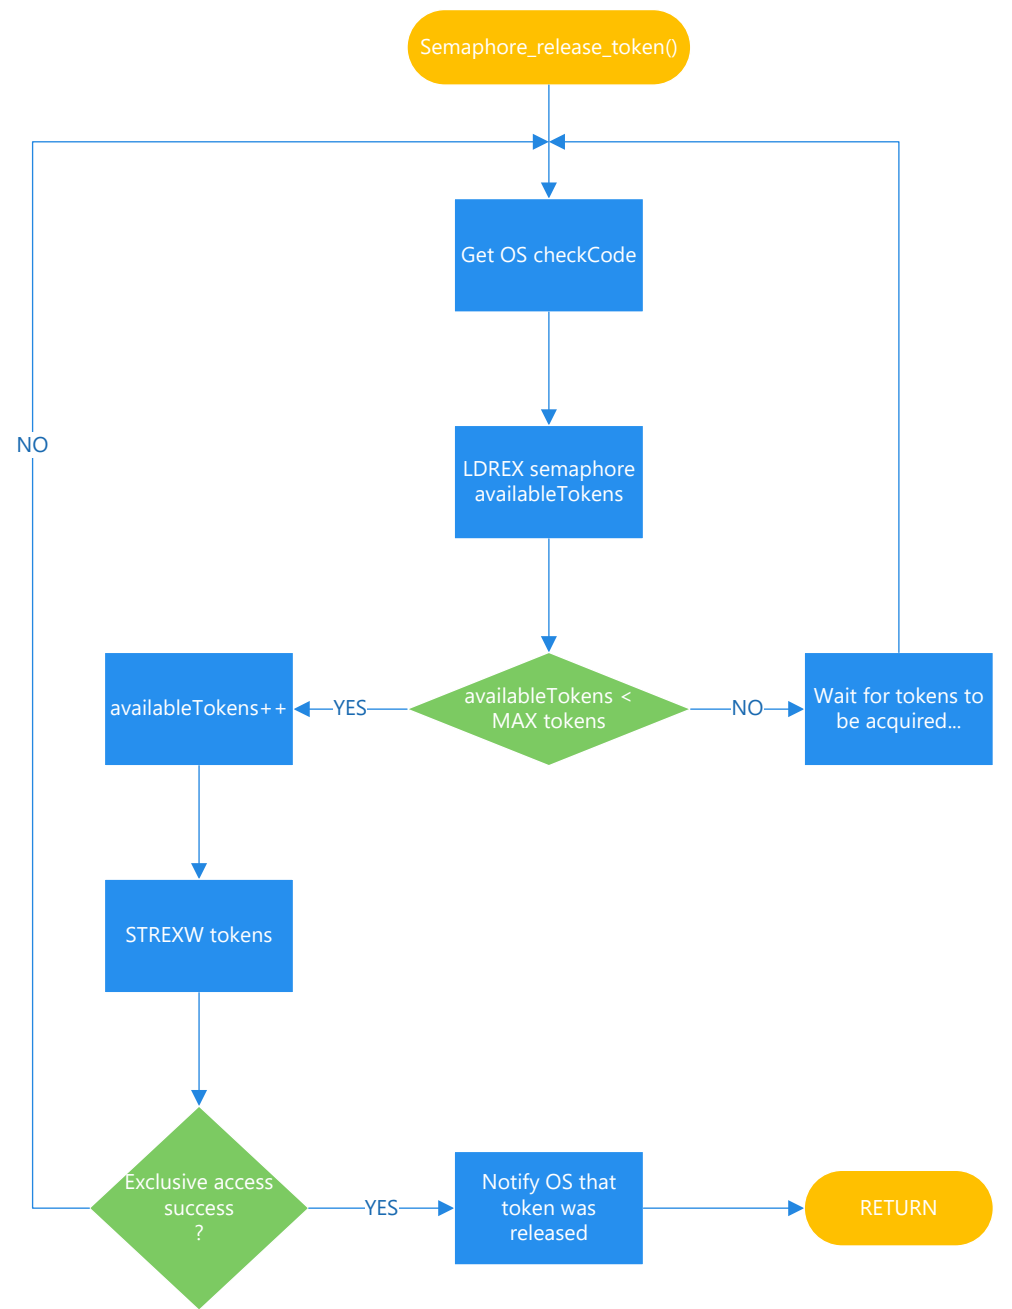 Semaphore_release_token()
Get OS checkCode
NO
LDREX semaphore
availableTokens
availableTokens++
YES
availableTokens <
MAX tokens
NO
Wait for tokens to
be acquired...
STREXW tokens
Exclusive access
success
?
YES
Notify OS that
token was
released
RETURN